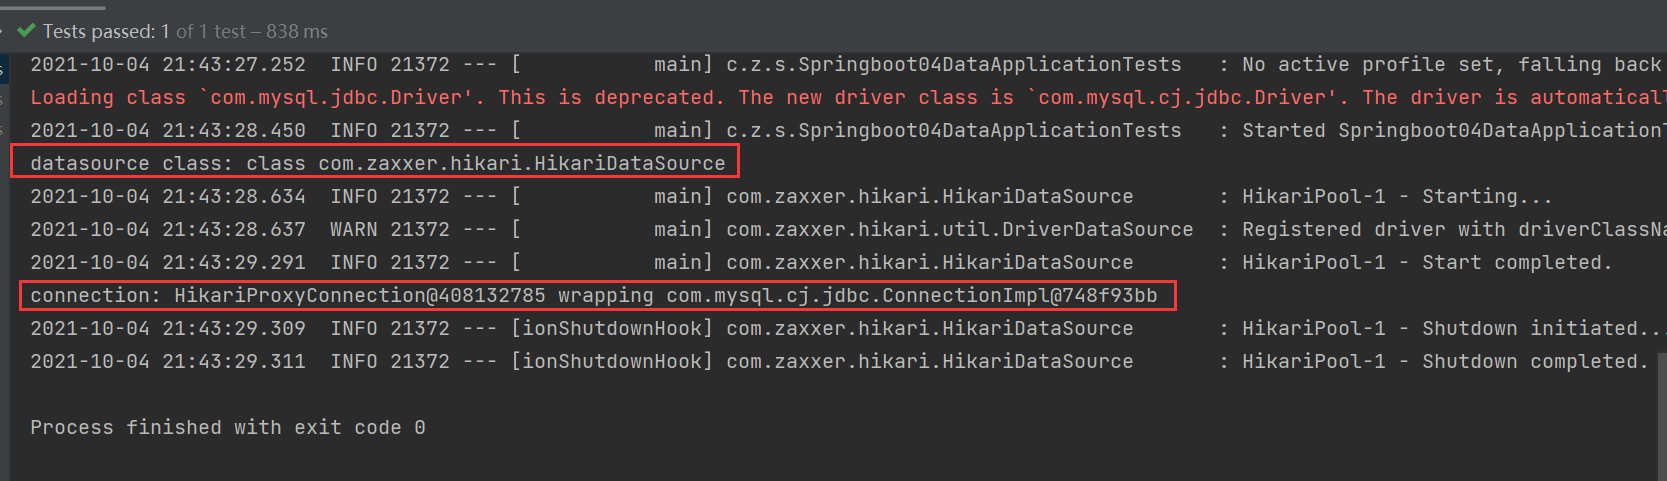 Tests passed: 1 of 1 test – 838 ms
2021-10-04 21:43:27.252  INFO 21372 --- [           main] c.z.s.Springboot04DataApplicationTests   : No active profile set, falling back
Loading class `com.mysql.jdbc.Driver'. This is deprecated. The new driver class is `com.mysql.cj.jdbc.Driver'. The driver is automaticall
2021-10-04 21:43:28.450  INFO 21372 --- [           main] c.z.s.Springboot04DataApplicationTests   : Started Springboot04DataApplicationT
datasource class: class com.zaxxer.hikari.HikariDataSource
2021-10-04 21:43:28.634  INFO 21372 --- [           main] com.zaxxer.hikari.HikariDataSource       : HikariPool-1 - Starting...
2021-10-04 21:43:28.637  WARN 21372 --- [           main] com.zaxxer.hikari.util.DriverDataSource  : Registered driver with driverClassNa
2021-10-04 21:43:29.291  INFO 21372 --- [           main] com.zaxxer.hikari.HikariDataSource       : HikariPool-1 - Start completed.
connection: HikariProxyConnection@408132785 wrapping com.mysql.cj.jdbc.ConnectionImpl@748f93bb
2021-10-04 21:43:29.309  INFO 21372 --- [ionShutdownHook] com.zaxxer.hikari.HikariDataSource       : HikariPool-1 - Shutdown initiated...
2021-10-04 21:43:29.311  INFO 21372 --- [ionShutdownHook] com.zaxxer.hikari.HikariDataSource       : HikariPool-1 - Shutdown completed.
Process finished with exit code 0